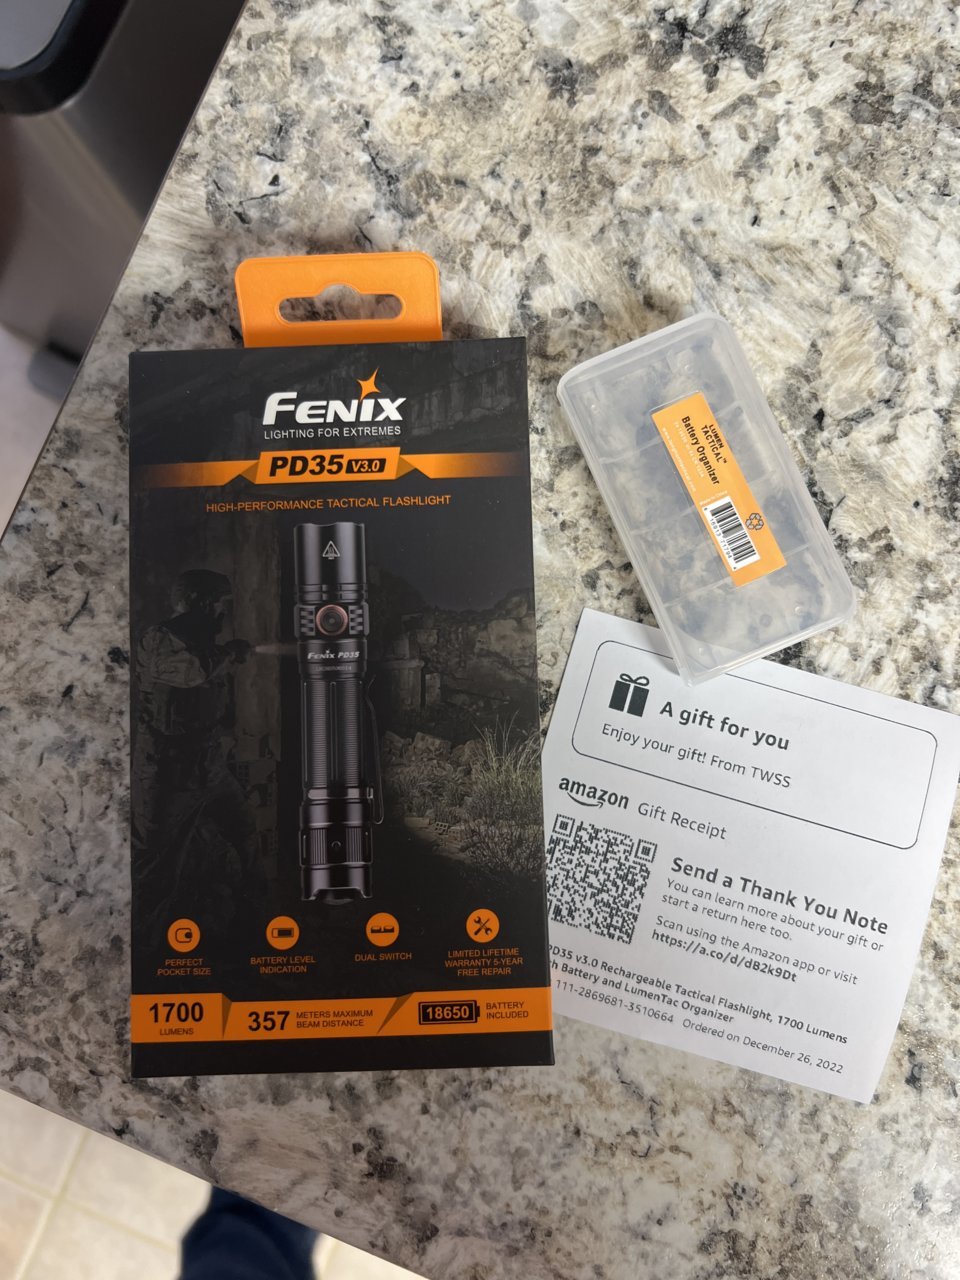 FENIX
LIGHTING FOR EXTREMES
PD35 V3.0
HIGH-PERFORMANCE TACTICAL FLASHLIGHT
FENIX PD35
PERFECT
POCKET SIZE
BATTERY LEVEL
INDICATION
DUAL SWITCH
LIMITED LIFETIME
WARRANTY 5-YEAR
FREE REPAIR
1700
LUMENS
357
METERS MAXIMUM
BEAM DISTANCE
18650
BATTERY
INCLUDED
LUMEN
TACTICAL™
Battery Organizer
A gift for you
Enjoy your gift! From TWSS
amazon Gift Receipt
Send a Thank You Note
You can learn more about your gift or
start a return here too.
Scan using the Amazon app or visit
https://a.co/d/dB2k9Dt
PD35 v3.0 Rechargeable Tactical Flashlight, 1700 Lumens
Battery and LumenTac Organizer
111-2869681-3510664 Ordered on December 26, 2022